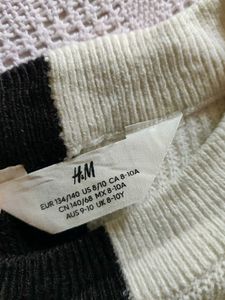 H&M
EUR 134/140 US 8/10 CA 8-10A
CN 140/68 MX 8-10A
AUS 9-10 UK 8-10Y